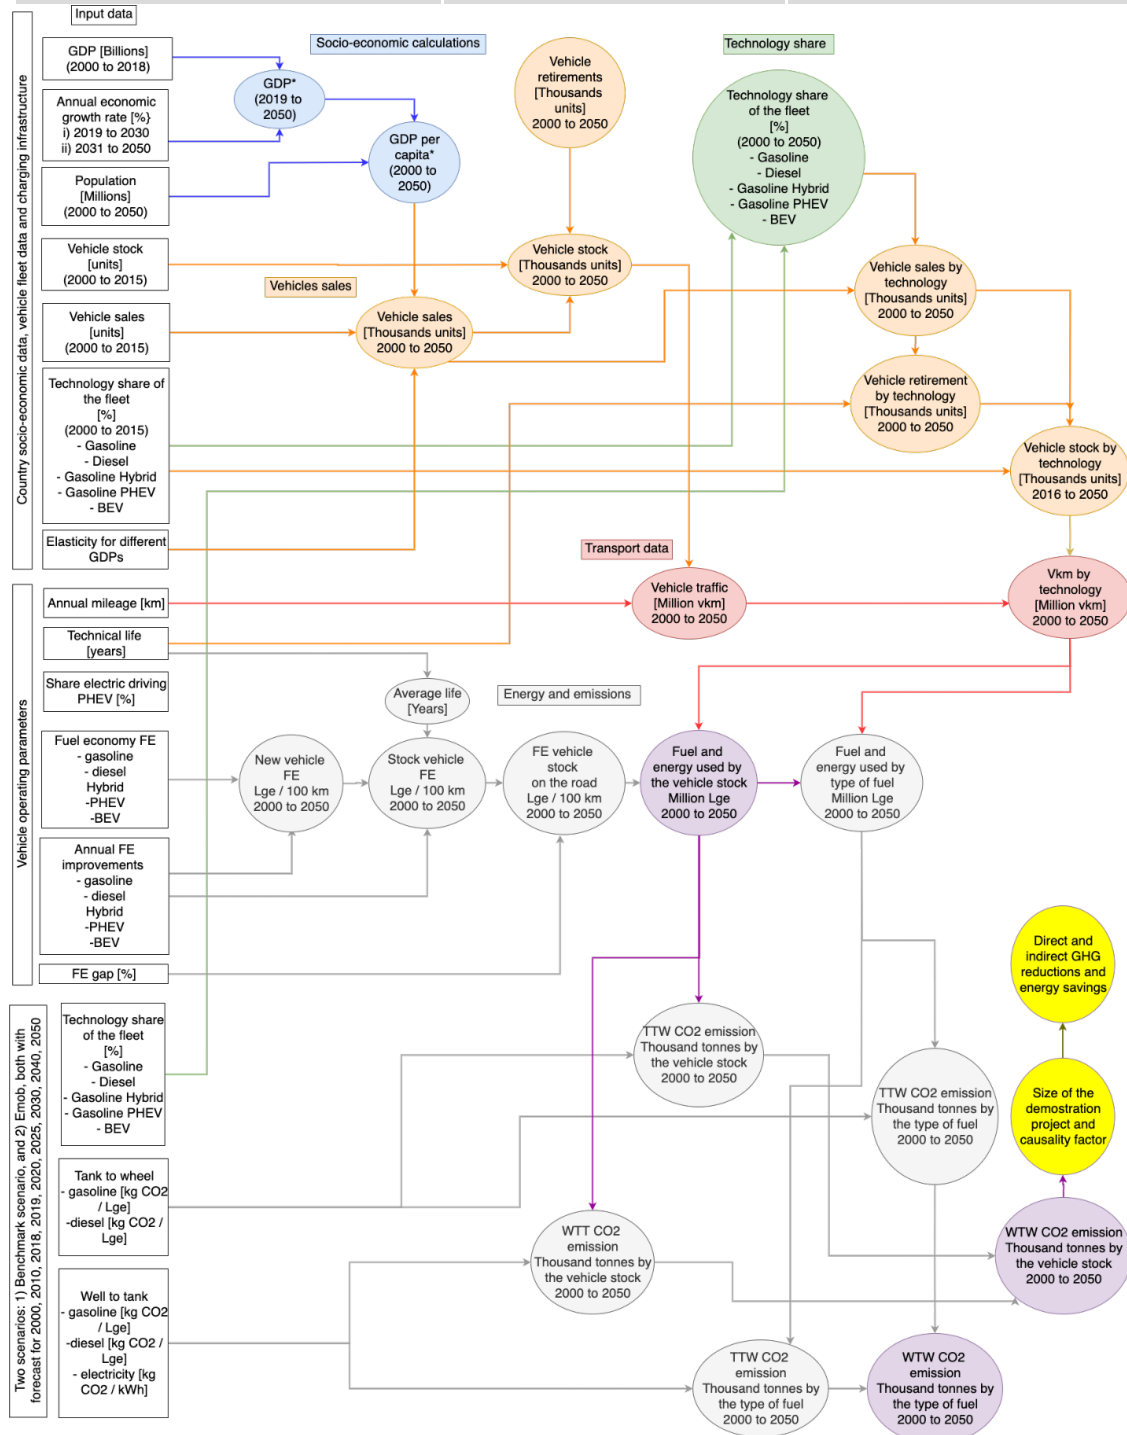 Input data
Country socio-economic data, vehicle fleet data and charging infrastructure
GDP [Billions]
(2000 to 2018)
Annual economic
growth rate [%}
i) 2019 to 2030
ii) 2031 to 2050
Population
[Millions]
(2000 to 2050)
Vehicle stock
[units]
(2000 to 2015)
Vehicle sales
[units]
(2000 to 2015)
Technology share of
the fleet
[%]
(2000 to 2015)
- Gasoline
- Diesel
- Gasoline Hybrid
- Gasoline PHEV
- BEV
Elasticity for different
GDPs
Socio-economic calculations
GDP*
(2019 to
2050)
GDP per
capita*
(2000 to
2050)
Vehicle
retirements
[Thousands
units]
2000 to 2050
Vehicle stock
[Thousands units]
2000 to 2050
Vehicles sales
Vehicle sales
[Thousands units]
2000 to 2050
Technology share
Technology share
of the fleet
[%]
(2000 to 2050)
- Gasoline
- Diesel
- Gasoline Hybrid
- Gasoline PHEV
- BEV
Vehicle sales by
technology
[Thousands units]
2000 to 2050
Vehicle retirement
by technology
[Thousands units]
2000 to 2050
Vehicle stock by
technology
[Thousands units]
2016 to 2050
Transport data
Vehicle traffic
[Million vkm]
2000 to 2050
Vkm by
technology
[Million vkm]
2000 to 2050
Vehicle operating parameters
Annual mileage [km]
Technical life
[years]
Share electric driving
PHEV [%]
Fuel economy FE
- gasoline
- diesel
Hybrid
-PHEV
-BEV
Annual FE
improvements
- gasoline
- diesel
Hybrid
-PHEV
-BEV
FE gap [%]
Average life
[Years]
Energy and emissions
New vehicle
FE
Lge / 100 km
2000 to 2050
Stock vehicle
FE
Lge / 100 km
2000 to 2050
FE vehicle
stock
on the road
Lge / 100 km
2000 to 2050
Fuel and
energy used by
the vehicle stock
Million Lge
2000 to 2050
Fuel and
energy used by
type of fuel
Million Lge
2000 to 2050
Two scenarios: 1) Benchmark scenario, and 2) Emob, both with
forecast for 2000, 2010, 2018, 2019, 2020, 2025, 2030, 2040, 2050
Technology share
of the fleet
[%]
- Gasoline
- Diesel
- Gasoline Hybrid
- Gasoline PHEV
- BEV
Tank to wheel
- gasoline [kg CO2
/ Lge]
-diesel [kg CO2 /
Lge]
Well to tank
- gasoline [kg CO2
/ Lge]
-diesel [kg CO2 /
Lge]
- electricity [kg
CO2 / kWh]
TTW CO2 emission
Thousand tonnes by
the vehicle stock
2000 to 2050
TTW CO2 emission
Thousand tonnes by
the type of fuel
2000 to 2050
WTT CO2
emission
Thousand tonnes by
the vehicle stock
2000 to 2050
TTW CO2
emission
Thousand tonnes by
the type of fuel
2000 to 2050
WTW CO2
emission
Thousand tonnes by
the type of fuel
2000 to 2050
Direct and
indirect GHG
reductions and
energy savings
Size of the
demostration
project and
causality factor
WTW CO2 emission
Thousand tonnes by
the vehicle stock
2000 to 2050